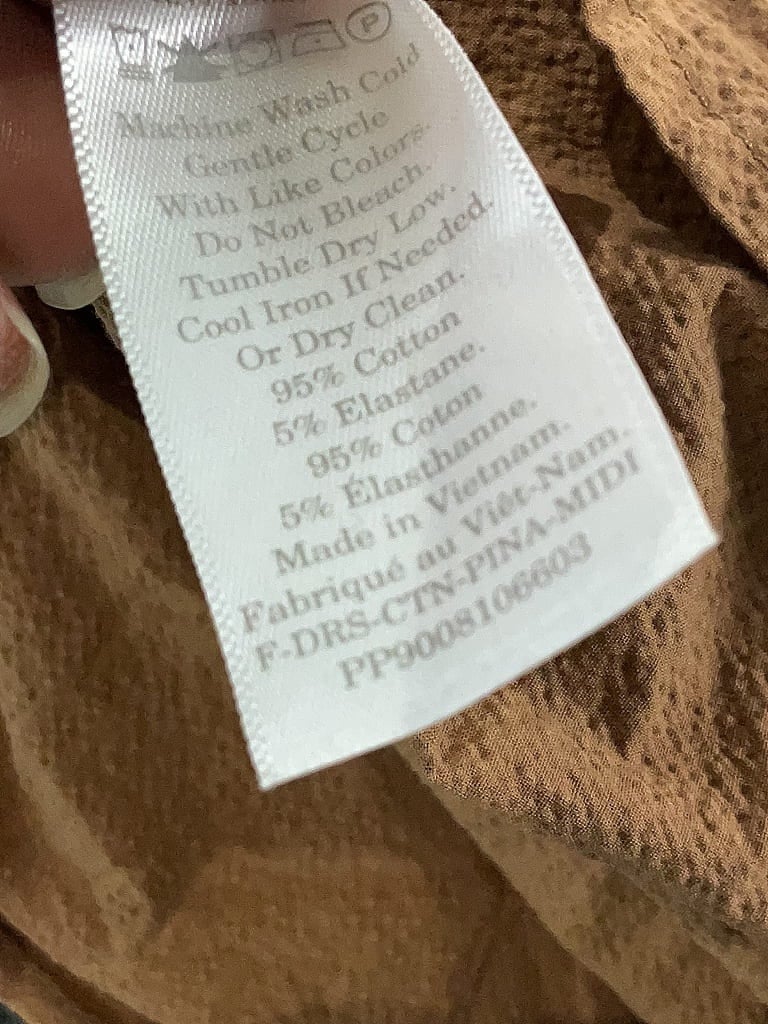 P
Machine Wash Cold
Gentle Cycle
With Like Colors.
Do Not Bleach.
Tumble Dry Low.
Cool Iron If Needed.
Or Dry Clean.
95% Cotton
5% Elastane.
95% Coton
5% Élasthanne.
Made in Vietnam.
Fabriqué au Viêt-Nam.
F-DRS-CTN-PINA-MIDI
PP9008106603